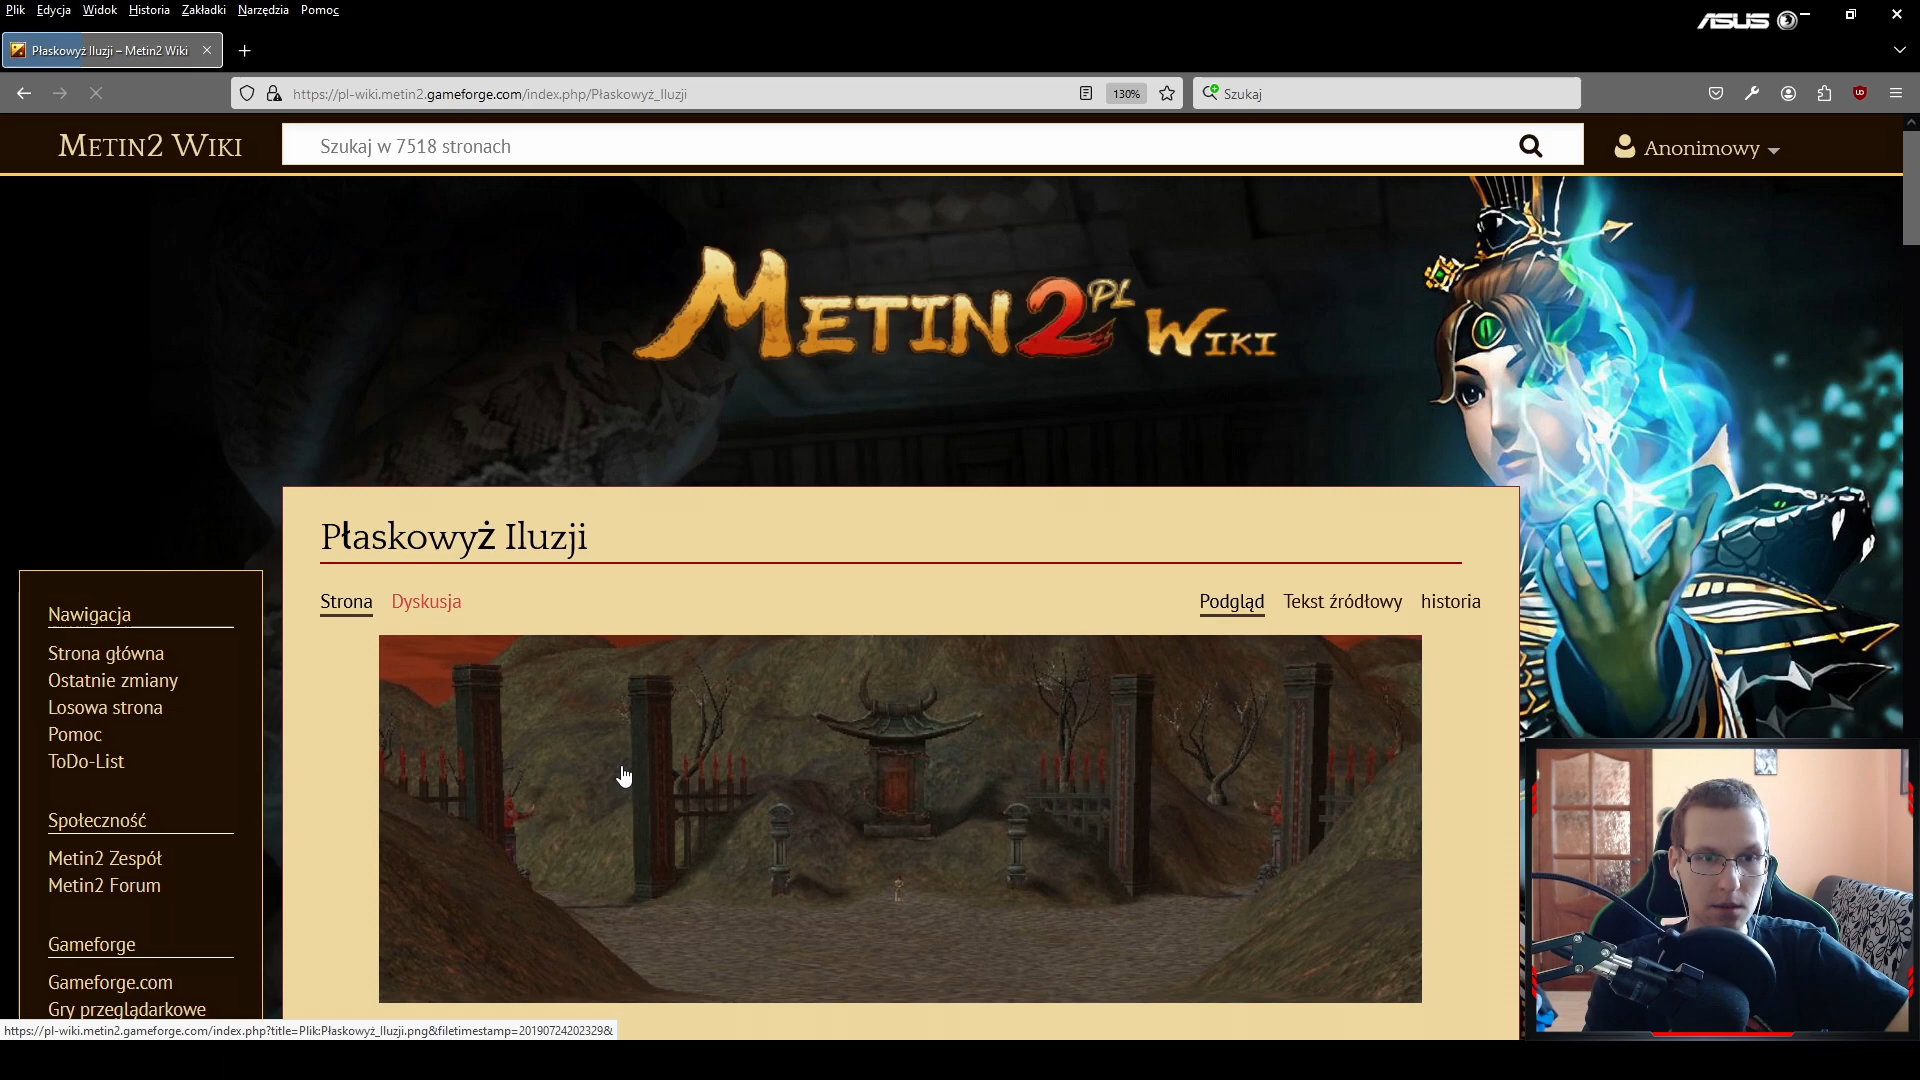 Plik Edycja Widok Historia Zakładki Narzędzia Pomoc
ASUS
Płaskowyż Iluzji – Metin2 Wiki
https://pl-wiki.metin2.gameforge.com/index.php/Płaskowyż_Iluzji
130%
Szukaj
Metin2 Wiki
Szukaj w 7518 stronach
Anonimowy
Metin2 PL Wiki
Płaskowyż Iluzji
Strona Dyskusja
Podgląd Tekst źródłowy historia
Nawigacja
Strona główna
Ostatnie zmiany
Losowa strona
Pomoc
ToDo-List
Społeczność
Metin2 Zespół
Metin2 Forum
Gameforge
Gameforge.com
Gry przeglądarkowe
https://pl-wiki.metin2.gameforge.com/index.php?title=Plik:Płaskowyż_Iluzji.png&filetimestamp=20190724202329&